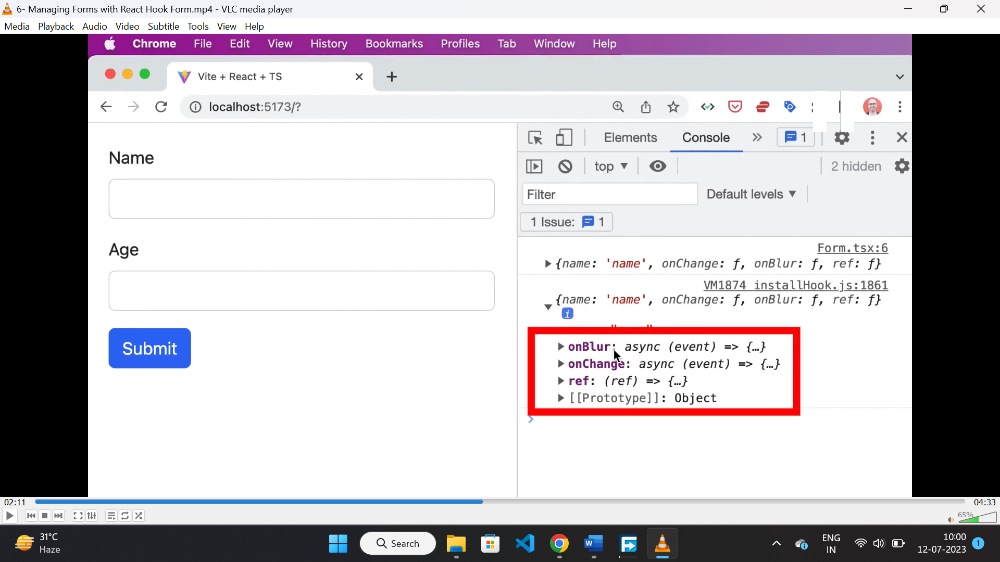 6- Managing Forms with React Hook Form.mp4 - VLC media player
Media Playback Audio Video Subtitle Tools View Help
Chrome File Edit View History Bookmarks Profiles Tab Window Help
Vite + React + TS
localhost:5173/?
Elements Console 1
top 2 hidden
Filter Default levels
1 Issue: 1
Name
Age
Submit
Form.tsx:6
{name: 'name', onChange: f, onBlur: f, ref: f}
VM1874 installHook.js:1861
{name: 'name', onChange: f, onBlur: f, ref: f}
i
onBlur: async (event) => {…}
onChange: async (event) => {…}
ref: (ref) => {…}
[[Prototype]]: Object
02:11 04:33
65%
31°C
Haze
Search
W
ENG
IN
10:00
12-07-2023
1